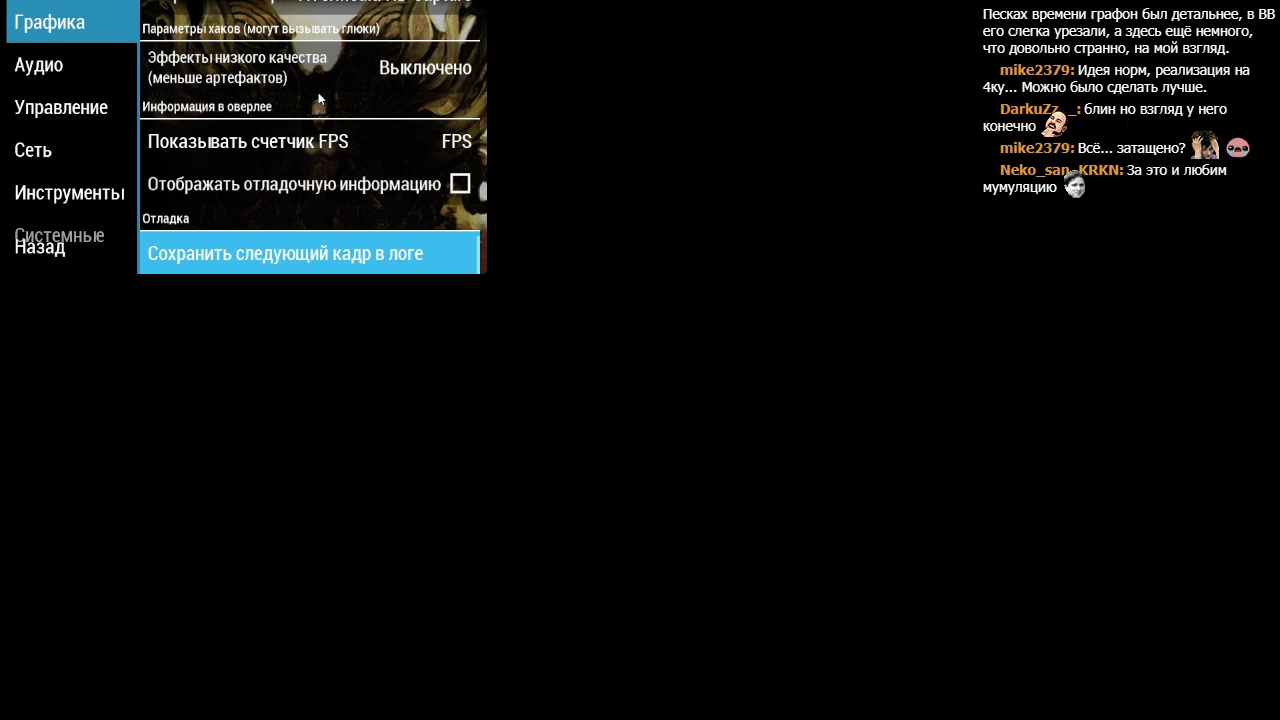 Графика
Аудио
Управление
Сеть
Инструменты
Системные
Назад
Параметры хаков (могут вызывать глюки)
Эффекты низкого качества
(меньше артефактов)
Выключено
Информация в оверлее
Показывать счетчик FPS
FPS
Отображать отладочную информацию
Отладка
Сохранить следующий кадр в логе
Песках времени графон был детальнее, в ВВ
его слегка урезали, а здесь ещё немного,
что довольно странно, на мой взгляд.
mike2379: Идея норм, реализация на
4ку... Можно было сделать лучше.
DarkuZz_: блин но взгляд у него
конечно
mike2379: Всё... затащено?
Neko_san_KRKN: За это и любим
мумуляцию